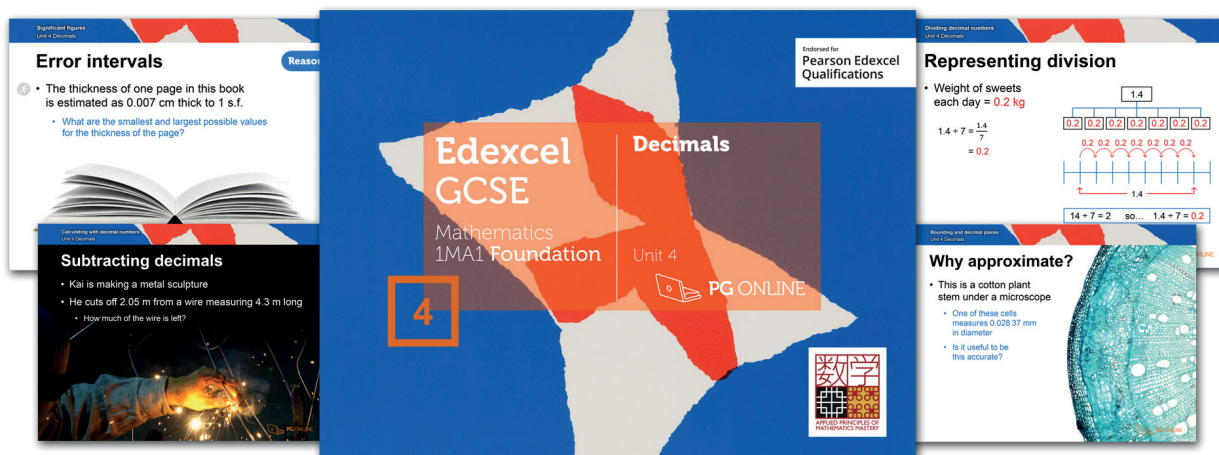 Significant figures
Unit 4 Decimals
Error intervals
• The thickness of one page in this book
is estimated as 0.007 cm thick to 1 s.f.
• What are the smallest and largest possible values
for the thickness of the page?
Calculating with decimal numbers
Unit 4 Decimals
Subtracting decimals
• Kai is making a metal sculpture
• He cuts off 2.05 m from a wire measuring 4.3 m long
• How much of the wire is left?
Endorsed for
Pearson Edexcel
Qualifications
Edexcel
GCSE
Mathematics
1MA1 Foundation
Decimals
Unit 4
PG ONLINE
4
数学
APPLIED PRINCIPLES OF
MATHEMATICS MASTERY
Dividing decimal numbers
Unit 4 Decimals
Representing division
• Weight of sweets
each day = 0.2 kg
1.4 ÷ 7 = 1.4/7
= 0.2
1.4
0.2 0.2 0.2 0.2 0.2 0.2 0.2
0.2 0.2 0.2 0.2 0.2 0.2 0.2
1.4
14 ÷ 7 = 2 so… 1.4 ÷ 7 = 0.2
Rounding and decimal places
Unit 4 Decimals
Why approximate?
• This is a cotton plant
stem under a microscope
• One of these cells
measures 0.028 37 mm
in diameter
• Is it useful to be
this accurate?
PG ONLINE